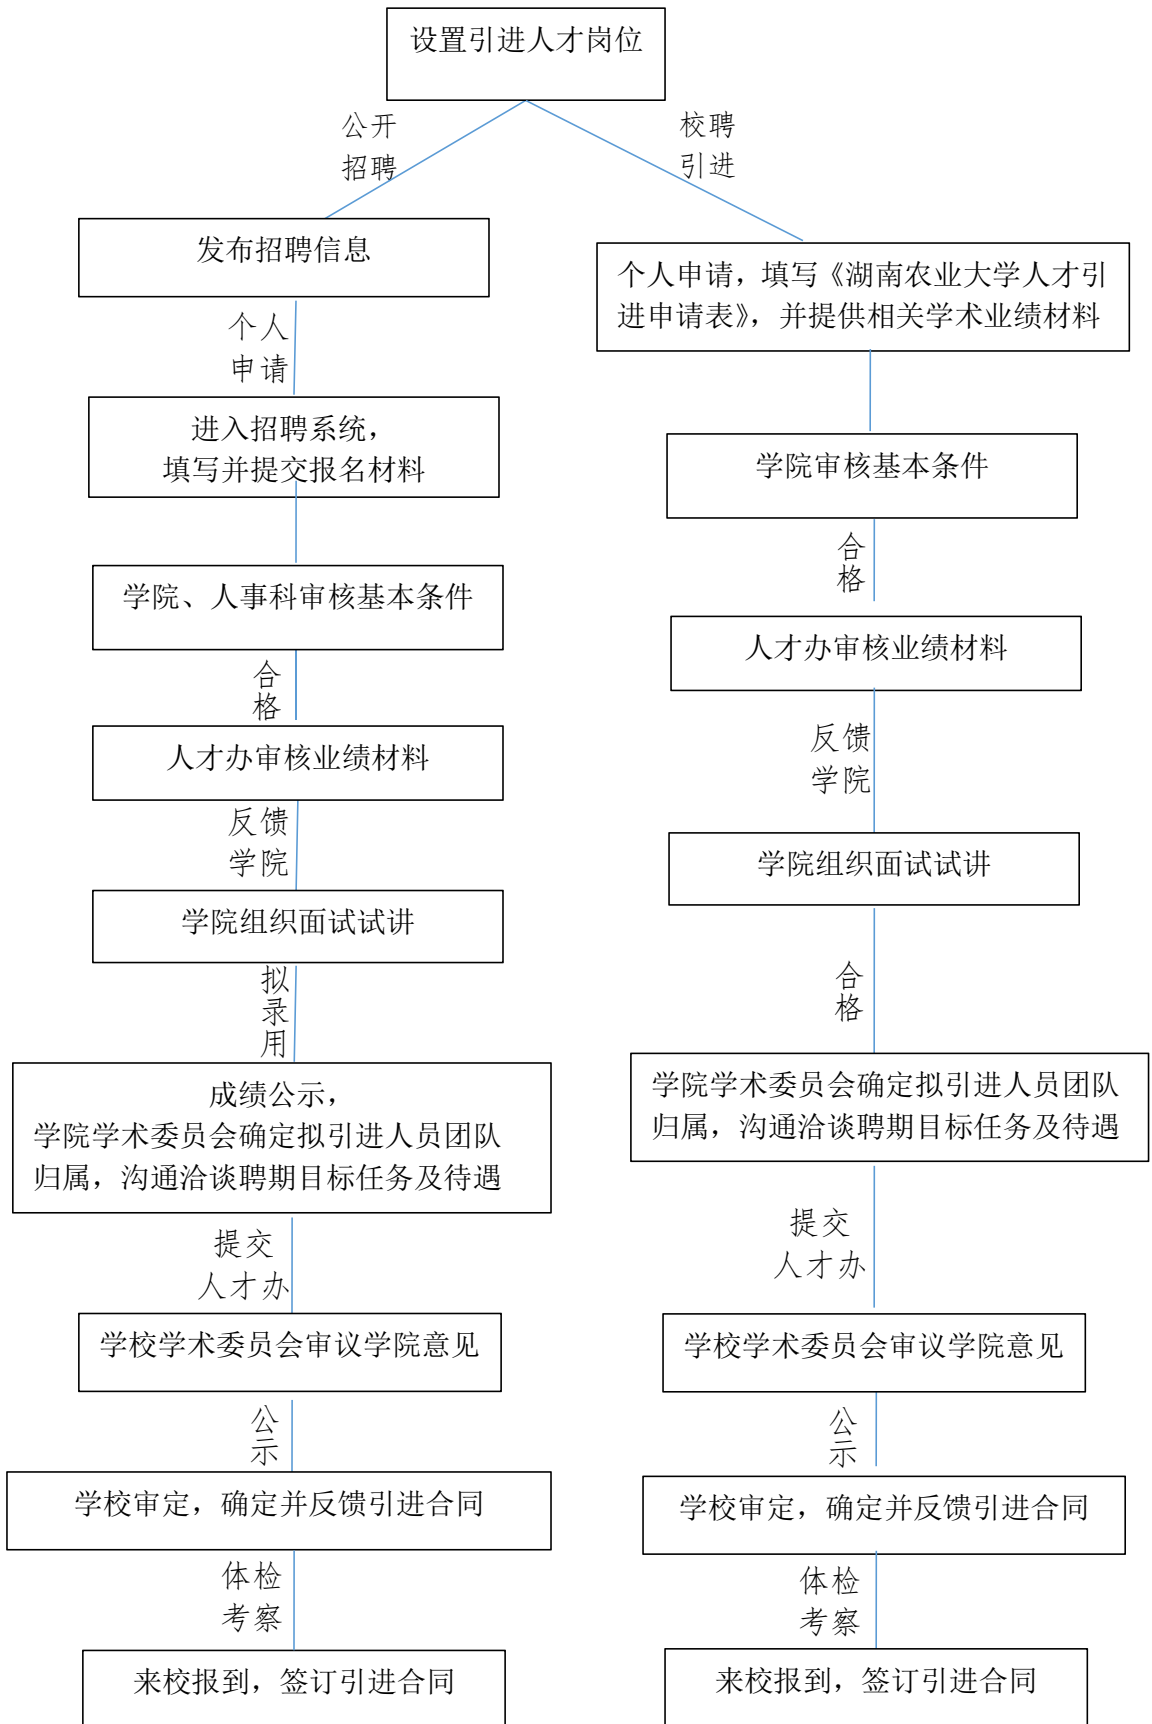 设置引进人才岗位
公开
招聘
校聘
引进
发布招聘信息
个人
申请
进入招聘系统，
填写并提交报名材料
学院、人事科审核基本条件
合
格
人才办审核业绩材料
反馈
学院
学院组织面试试讲
拟
录
用
成绩公示，
学院学术委员会确定拟引进人员团队
归属，沟通洽谈聘期目标任务及待遇
提交
人才办
学校学术委员会审议学院意见
公
示
学校审定，确定并反馈引进合同
体检
考察
来校报到，签订引进合同
个人申请，填写《湖南农业大学人才引
进申请表》，并提供相关学术业绩材料
学院审核基本条件
合
格
人才办审核业绩材料
反馈
学院
学院组织面试试讲
合
格
学院学术委员会确定拟引进人员团队
归属，沟通洽谈聘期目标任务及待遇
提交
人才办
学校学术委员会审议学院意见
公
示
学校审定，确定并反馈引进合同
体检
考察
来校报到，签订引进合同